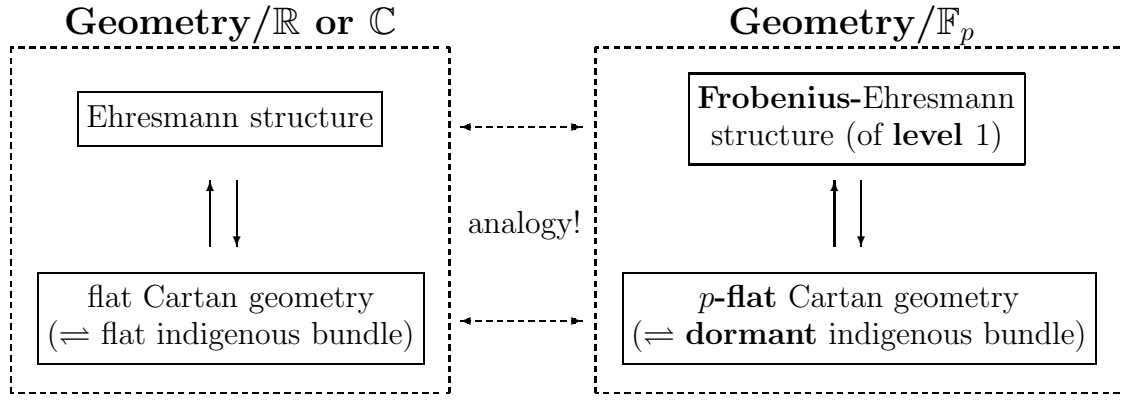 Geometry/ℝ or ℂ
Ehresmann structure
flat Cartan geometry
(⇌ flat indigenous bundle)
analogy!
Geometry/𝔽ₚ
Frobenius-Ehresmann
structure (of level 1)
p-flat Cartan geometry
(⇌ dormant indigenous bundle)